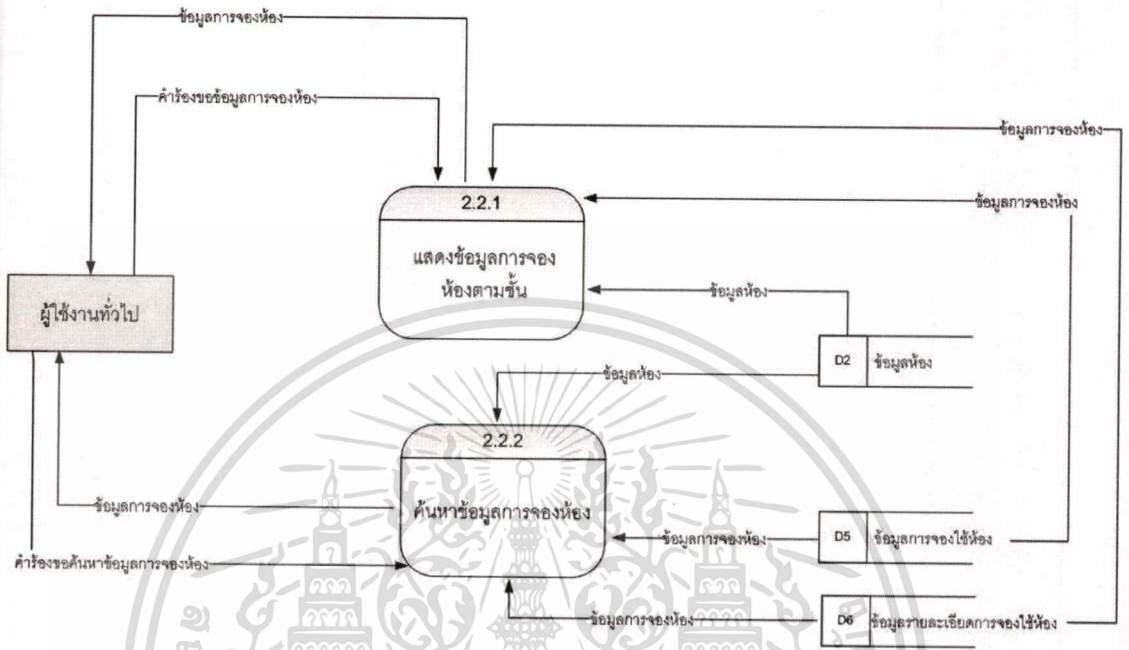 ข้อมูลการจองห้อง
คำร้องขอข้อมูลการจองห้อง
ข้อมูลการจองห้อง
2.2.1
ข้อมูลการจองห้อง
แสดงข้อมูลการจอง
ห้องตามชั้น
ข้อมูลห้อง
ผู้ใช้งานทั่วไป
D2 ข้อมูลห้อง
ข้อมูลห้อง
2.2.2
ข้อมูลการจองห้อง
ค้นหาข้อมูลการจองห้อง
ข้อมูลการจองห้อง
D5 ข้อมูลการจองใช้ห้อง
คำร้องขอค้นหาข้อมูลการจองห้อง
ข้อมูลการจองห้อง
D6 ข้อมูลรายละเอียดการจองใช้ห้อง